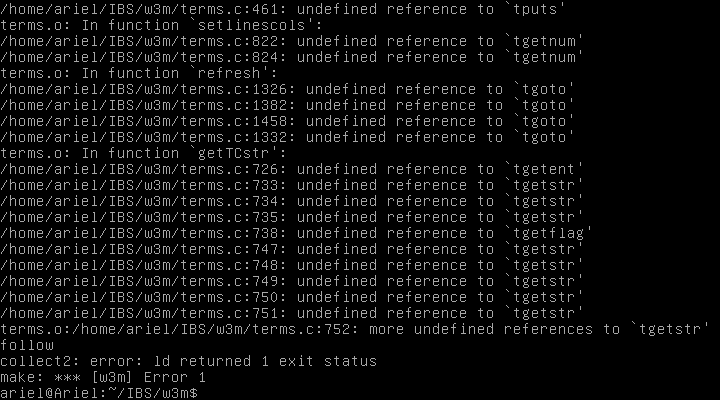 /home/ariel/IBS/w3m/terms.c:461: undefined reference to `tputs'
terms.o: In function `setlinescols':
/home/ariel/IBS/w3m/terms.c:822: undefined reference to `tgetnum'
/home/ariel/IBS/w3m/terms.c:824: undefined reference to `tgetnum'
terms.o: In function `refresh':
/home/ariel/IBS/w3m/terms.c:1326: undefined reference to `tgoto'
/home/ariel/IBS/w3m/terms.c:1382: undefined reference to `tgoto'
/home/ariel/IBS/w3m/terms.c:1458: undefined reference to `tgoto'
/home/ariel/IBS/w3m/terms.c:1332: undefined reference to `tgoto'
terms.o: In function `getTCstr':
/home/ariel/IBS/w3m/terms.c:726: undefined reference to `tgetent'
/home/ariel/IBS/w3m/terms.c:733: undefined reference to `tgetstr'
/home/ariel/IBS/w3m/terms.c:734: undefined reference to `tgetstr'
/home/ariel/IBS/w3m/terms.c:735: undefined reference to `tgetstr'
/home/ariel/IBS/w3m/terms.c:738: undefined reference to `tgetflag'
/home/ariel/IBS/w3m/terms.c:747: undefined reference to `tgetstr'
/home/ariel/IBS/w3m/terms.c:748: undefined reference to `tgetstr'
/home/ariel/IBS/w3m/terms.c:749: undefined reference to `tgetstr'
/home/ariel/IBS/w3m/terms.c:750: undefined reference to `tgetstr'
/home/ariel/IBS/w3m/terms.c:751: undefined reference to `tgetstr'
terms.o:/home/ariel/IBS/w3m/terms.c:752: more undefined references to `tgetstr'
follow
collect2: error: ld returned 1 exit status
make: *** [w3m] Error 1
ariel@Ariel:~/IBS/w3m$